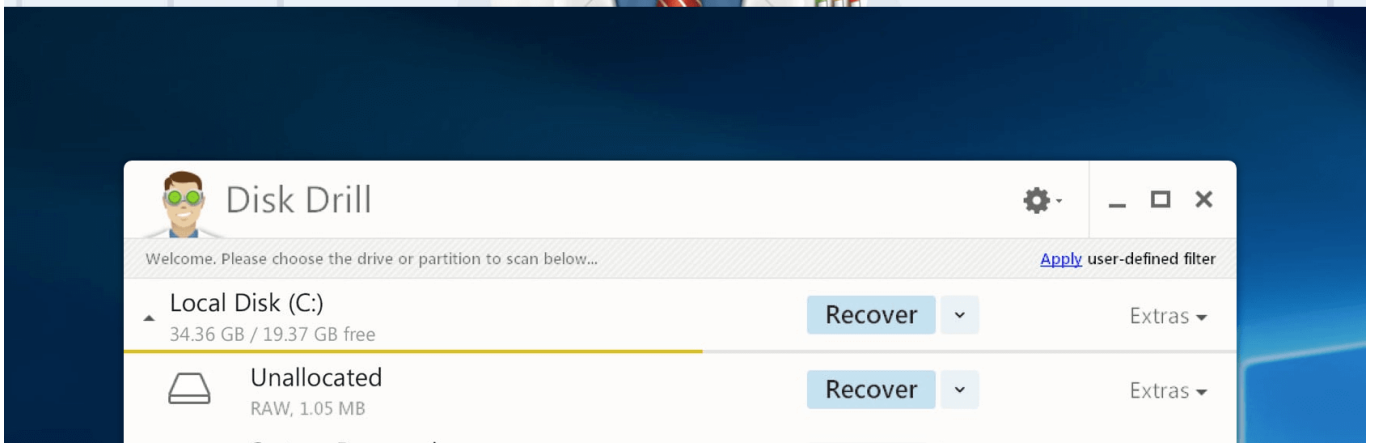 Disk Drill
Welcome. Please choose the drive or partition to scan below...
Apply user-defined filter
Local Disk (C:)
34.36 GB / 19.37 GB free
Recover
Extras
Unallocated
RAW, 1.05 MB
Recover
Extras